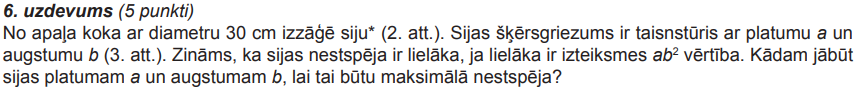 6. uzdevums (5 punkti)
No apaļa koka ar diametru 30 cm izzāģē siju* (2. att.). Sijas šķērsgriezums ir taisnstūris ar platumu a un
augstumu b (3. att.). Zināms, ka sijas nestspēja ir lielāka, ja lielāka ir izteiksmes ab² vērtība. Kādam jābūt
sijas platumam a un augstumam b, lai tai būtu maksimālā nestspēja?